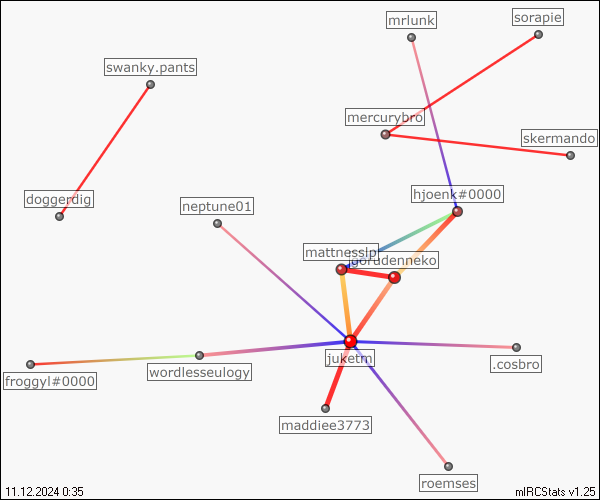 mrlunk
sorapie
swanky.pants
mercurybro
skermando
doggerdig
neptune01
hjoenk#0000
mattnesslp
gorudenneko
juketm
.cosbro
froggyl#0000
wordlesseulogy
maddiee3773
roemses
11.12.2024 0:35
mIRCStats v1.25